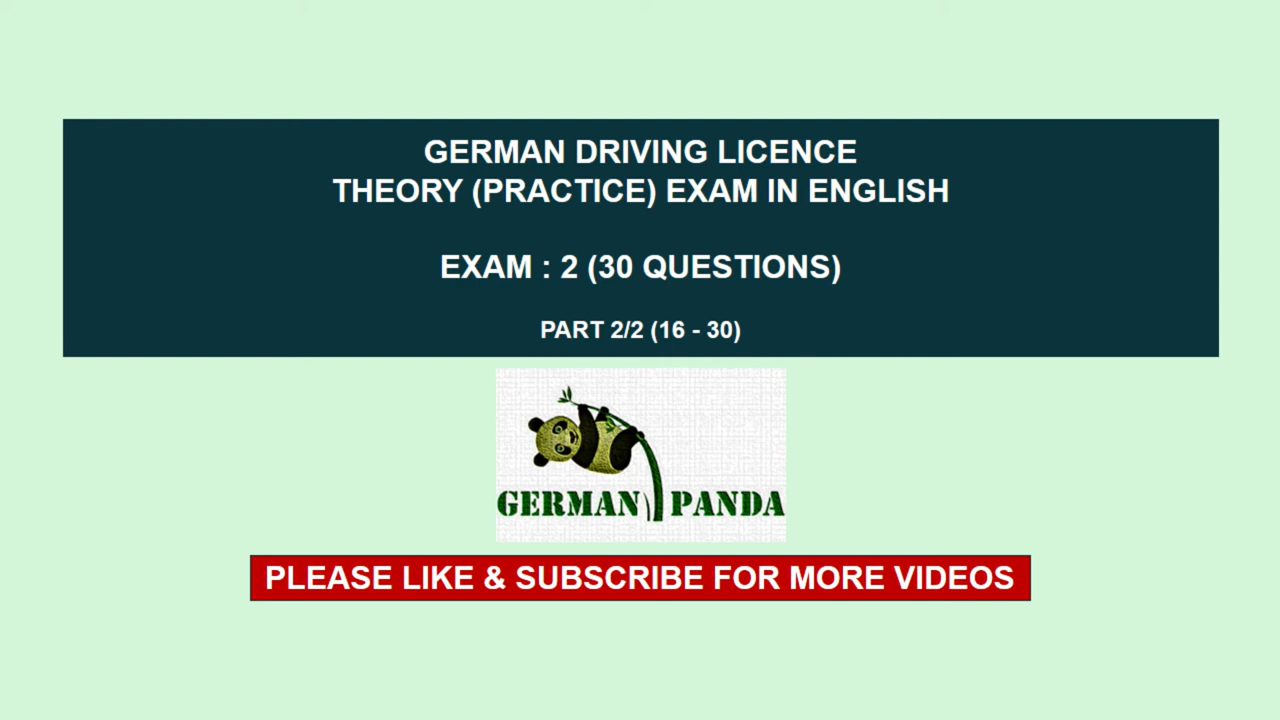 GERMAN DRIVING LICENCE
THEORY (PRACTICE) EXAM IN ENGLISH
EXAM : 2 (30 QUESTIONS)
PART 2/2 (16 - 30)
GERMAN PANDA
PLEASE LIKE & SUBSCRIBE FOR MORE VIDEOS